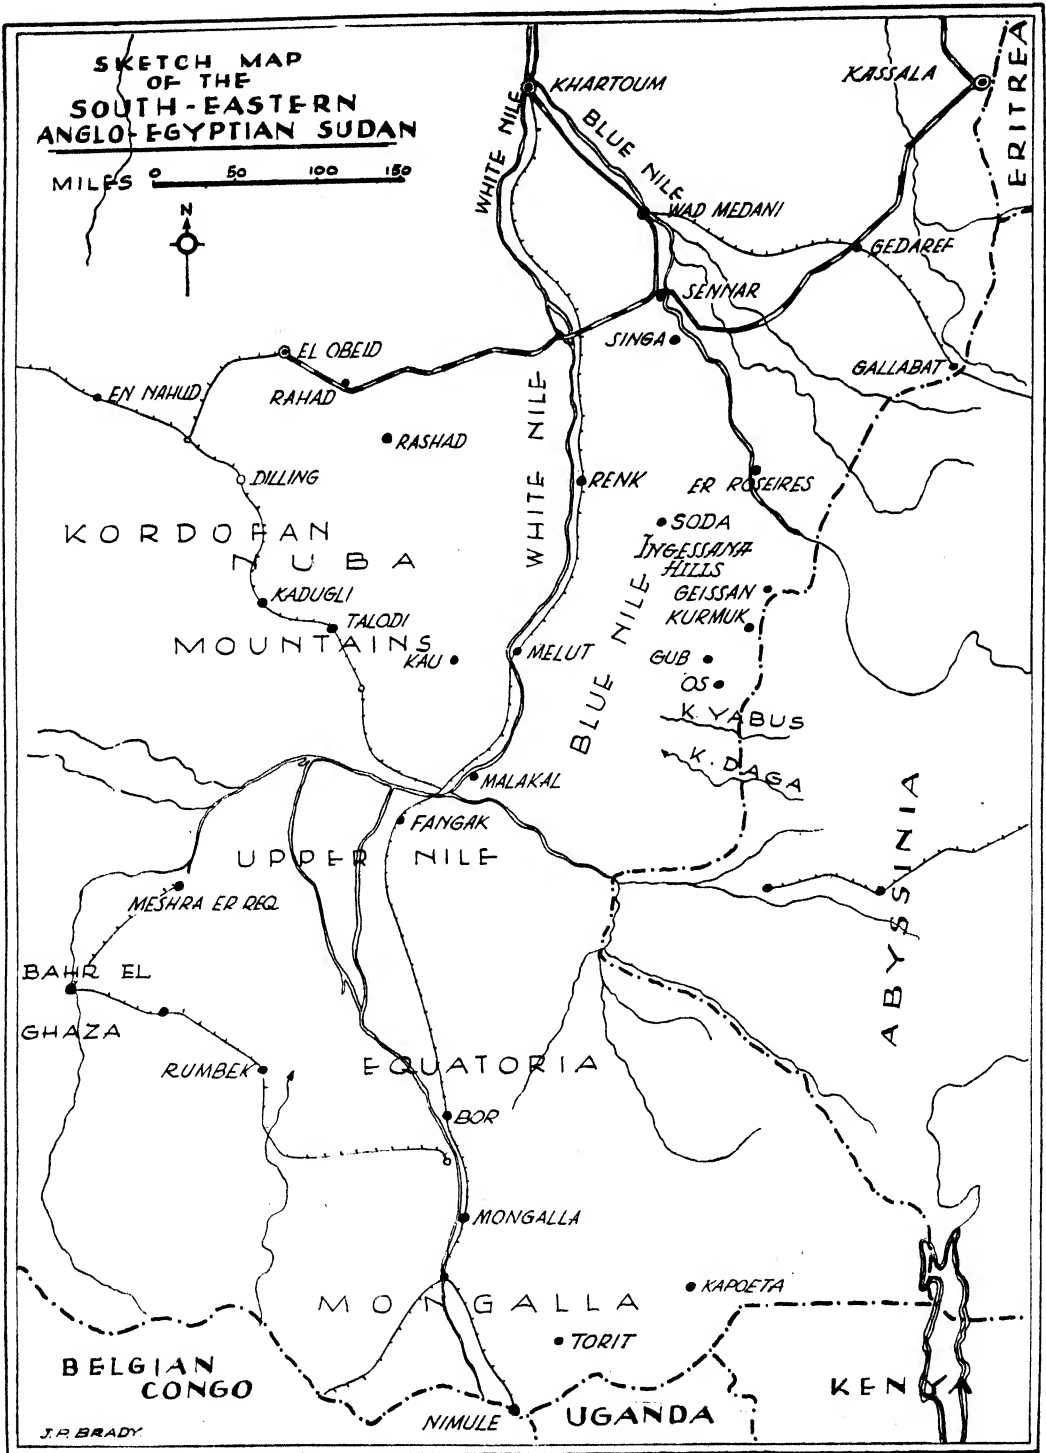 SKETCH MAP
OF THE
SOUTH-EASTERN
ANGLO-EGYPTIAN SUDAN
MILES 0 50 100 150
N
KHARTOUM
KASSALA
ERITREA
WHITE NILE
BLUE NILE
WAD MEDANI
GEDAREF
SENNAR
SINGA
EL OBEID
GALLABAT
EN NAHUD
RAHAD
RASHAD
WHITE NILE
DILLING
RENK
ER ROSEIRES
SODA
KORDOFAN
INGESSANA
HILLS
NUBA
GEISSAN
KADUGLI
KURMUK
TALODI
MOUNTAINS
KAU
MELUT
GUB
BLUE NILE
OS
K. YABUS
K. DAGA
MALAKAL
FANGAK
UPPER NILE
ABYSSINIA
MESHRA ER REQ
BAHR EL
GHAZA
RUMBEK
EQUATORIA
BOR
MONGALLA
KAPOETA
MONGALLA
TORIT
BELGIAN
CONGO
KENYA
NIMULE
UGANDA
J.P. BRADY.